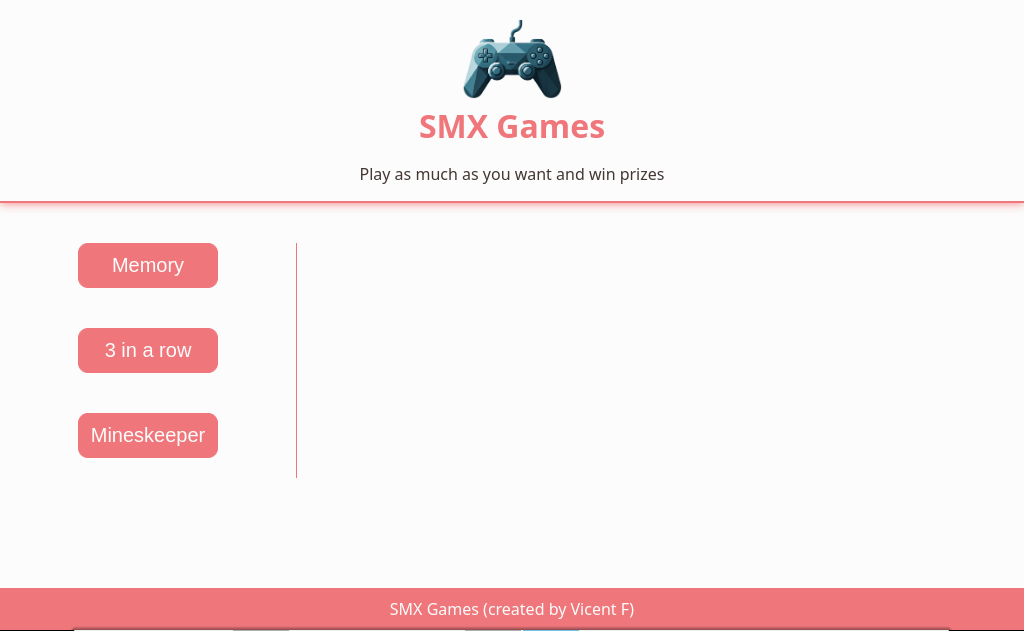 SMX Games
Play as much as you want and win prizes
Memory
3 in a row
Mineskeeper
SMX Games (created by Vicent F)